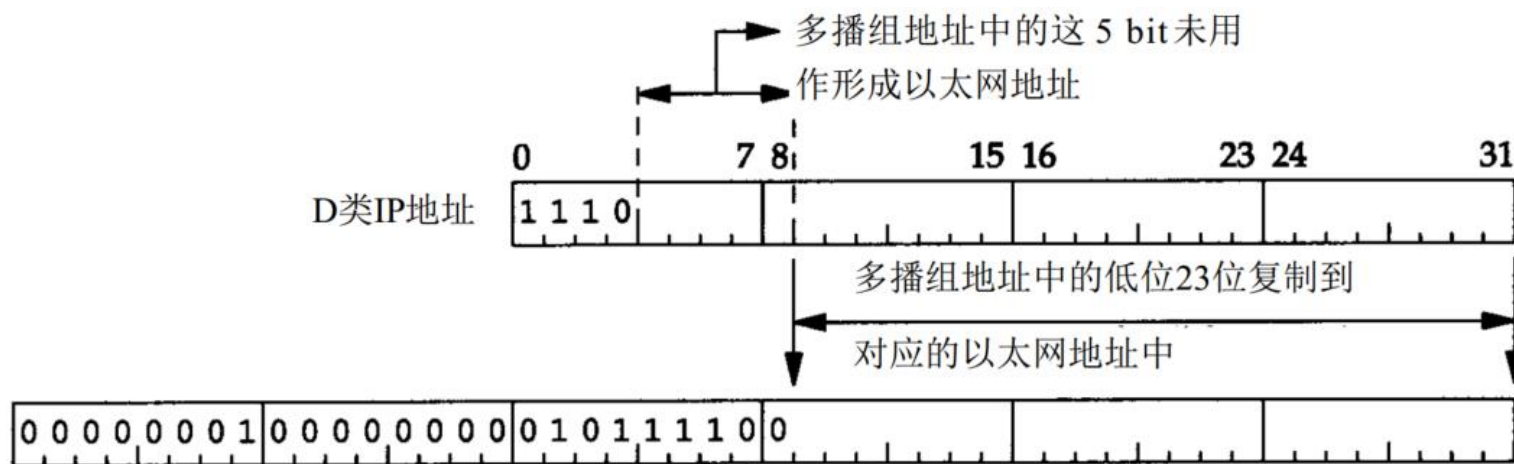 多播组地址中的这 5 bit未用
作形成以太网地址
0 7 8 15 16 23 24 31
D类IP地址 1 1 1 0
多播组地址中的低位23位复制到
对应的以太网地址中
0 0 0 0 0 0 0 1 0 0 0 0 0 0 0 0 0 1 0 1 1 1 1 0 0